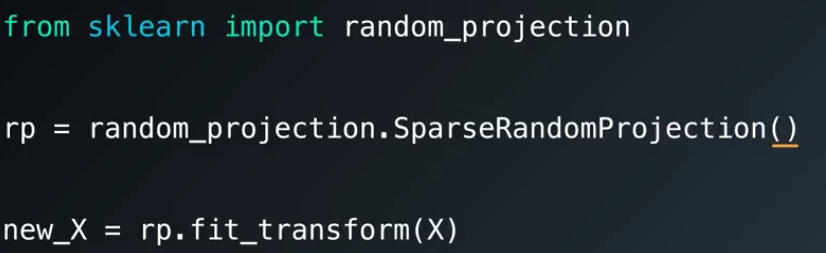 from sklearn import random_projection
rp = random_projection.SparseRandomProjection()
new_X = rp.fit_transform(X)